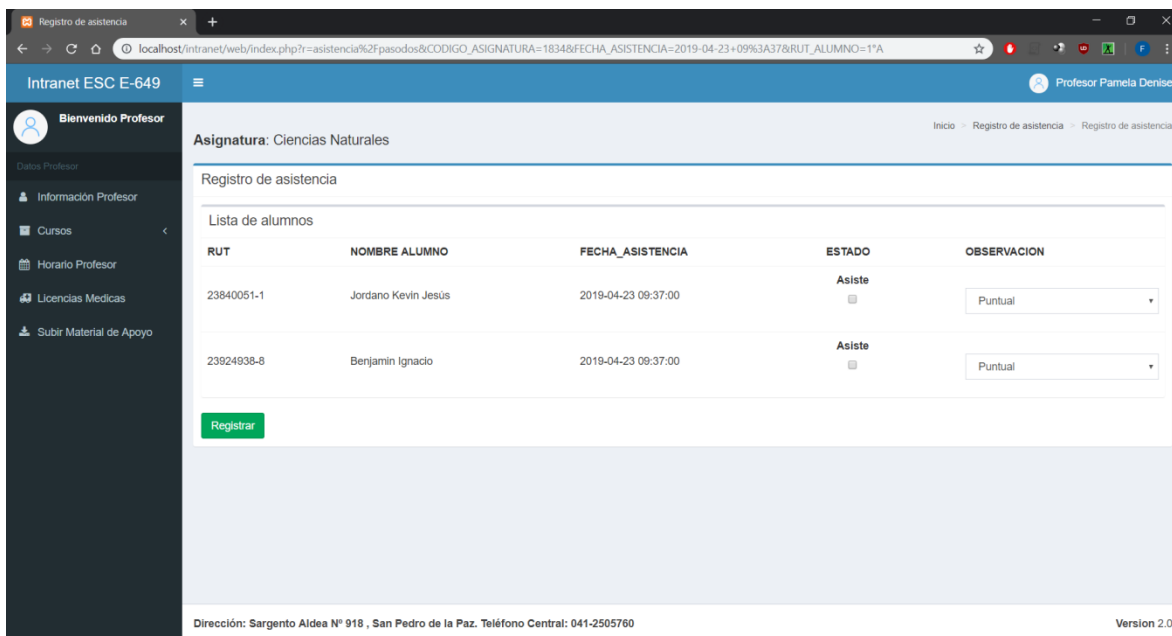 Registro de asistencia
localhost/intranet/web/index.php?r=asistencia%2Fpasodos&CODIGO_ASIGNATURA=1834&FECHA_ASISTENCIA=2019-04-23+09%3A37&RUT_ALUMNO=1"A
F
Intranet ESC E-649
Profesor Pamela Denise
Bienvenido Profesor
Asignatura: Ciencias Naturales
Inicio > Registro de asistencia > Registro de asistencia
Datos Profesor
Registro de asistencia
Información Profesor
Lista de alumnos
Cursos
RUT NOMBRE ALUMNO FECHA_ASISTENCIA ESTADO OBSERVACION
Horario Profesor
Asiste
23840051-1 Jordano Kevin Jesús 2019-04-23 09:37:00 Puntual
Licencias Medicas
Subir Material de Apoyo
Asiste
23924938-8 Benjamin Ignacio 2019-04-23 09:37:00 Puntual
Registrar
Dirección: Sargento Aldea Nº 918 , San Pedro de la Paz. Teléfono Central: 041-2505760
Version 2.0